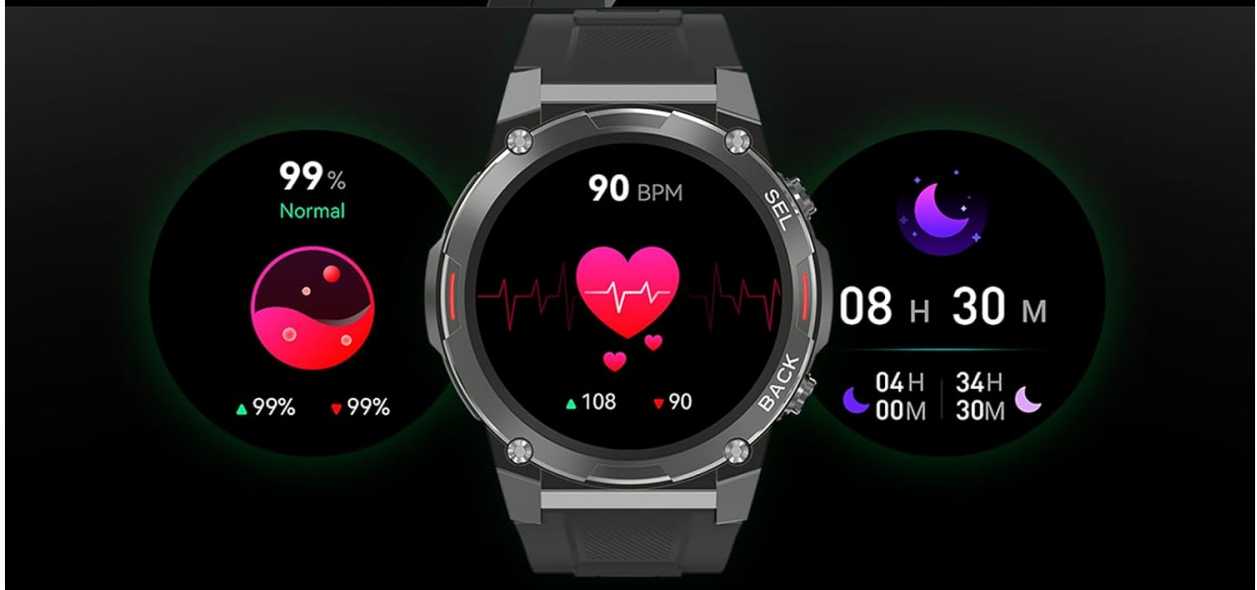 99%
Normal
99% 99%
90 BPM
108 90
SEL
BACK
08 H 30 M
04H
00M
34H
30M